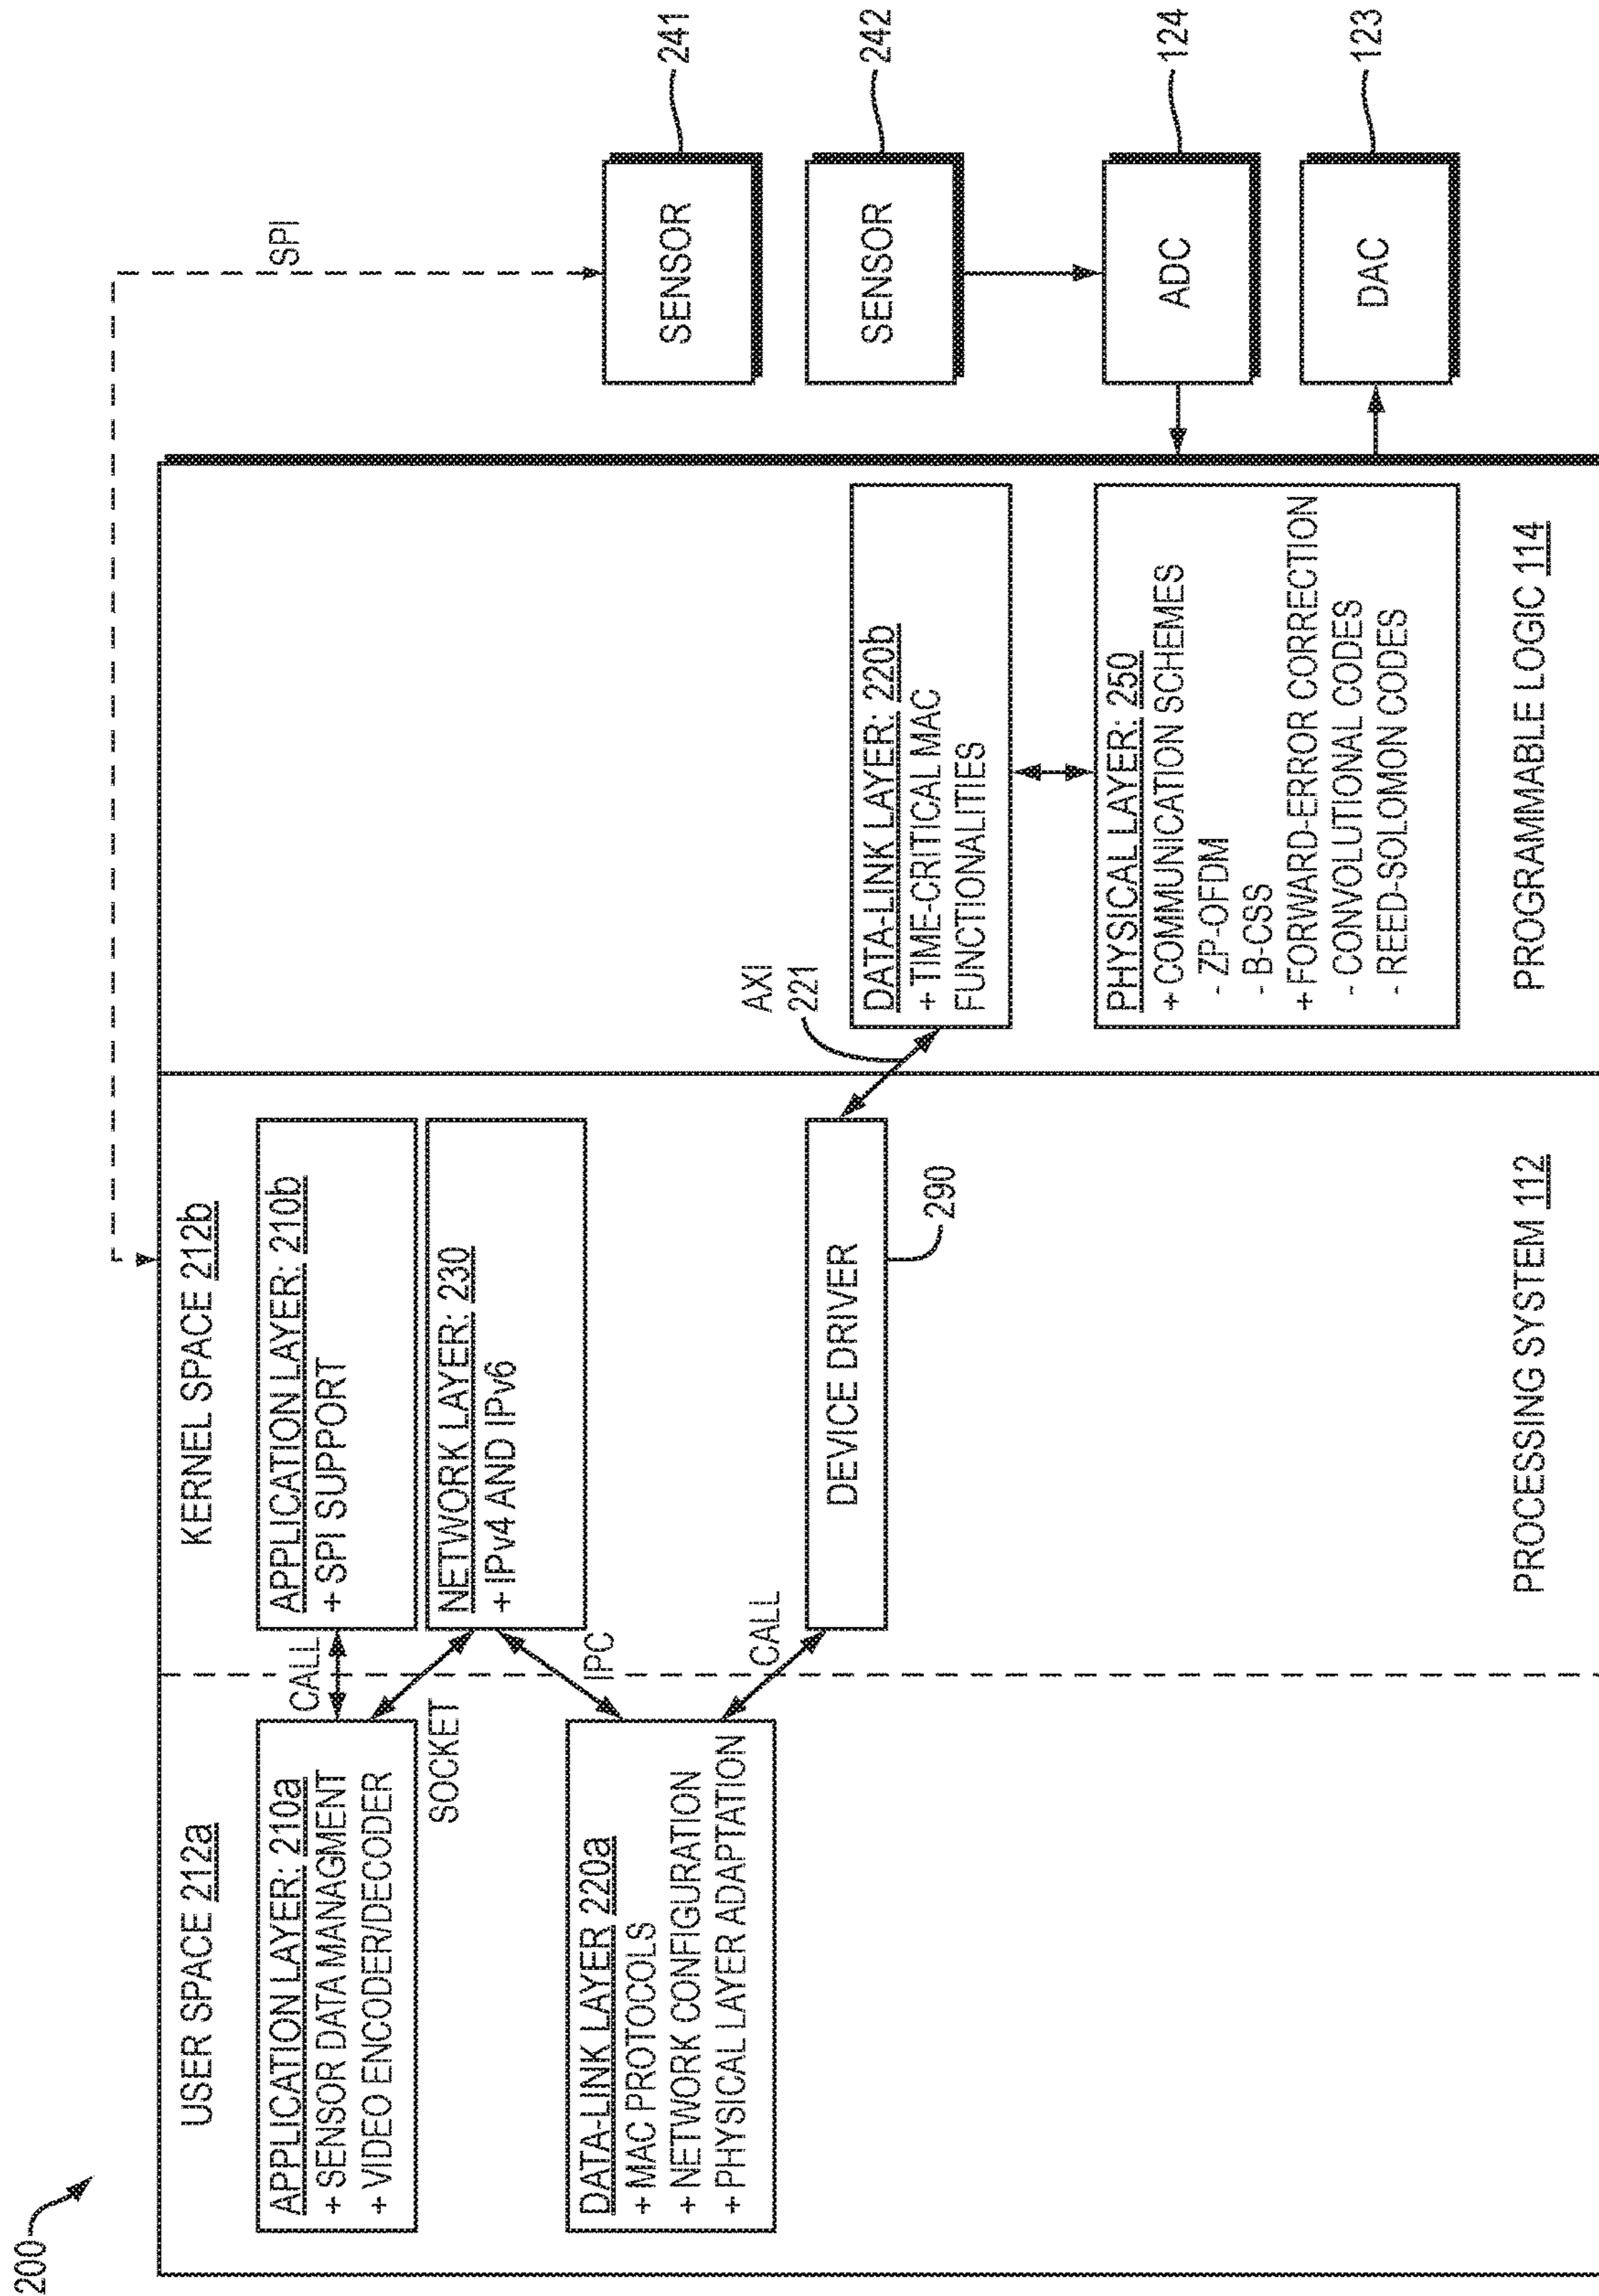 200
USER SPACE 212a
APPLICATION LAYER: 210a
+ SENSOR DATA MANAGMENT
+ VIDEO ENCODER/DECODER
CALL
SOCKET
DATA-LINK LAYER 220a
+ MAC PROTOCOLS
+ NETWORK CONFIGURATION
+ PHYSICAL LAYER ADAPTATION
IPC
CALL
KERNEL SPACE 212b
APPLICATION LAYER: 210b
+ SPI SUPPORT
NETWORK LAYER: 230
+ IPv4 AND IPv6
DEVICE DRIVER
290
PROCESSING SYSTEM 112
AXI
221
DATA-LINK LAYER: 220b
+ TIME-CRITICAL MAC
FUNCTIONALITIES
PHYSICAL LAYER: 250
+ COMMUNICATION SCHEMES
- ZP-OFDM
- B-CSS
+ FORWARD-ERROR CORRECTION
- CONVOLUTIONAL CODES
- REED-SOLOMON CODES
PROGRAMMABLE LOGIC 114
SPI
SENSOR
241
SENSOR
242
ADC
124
DAC
123